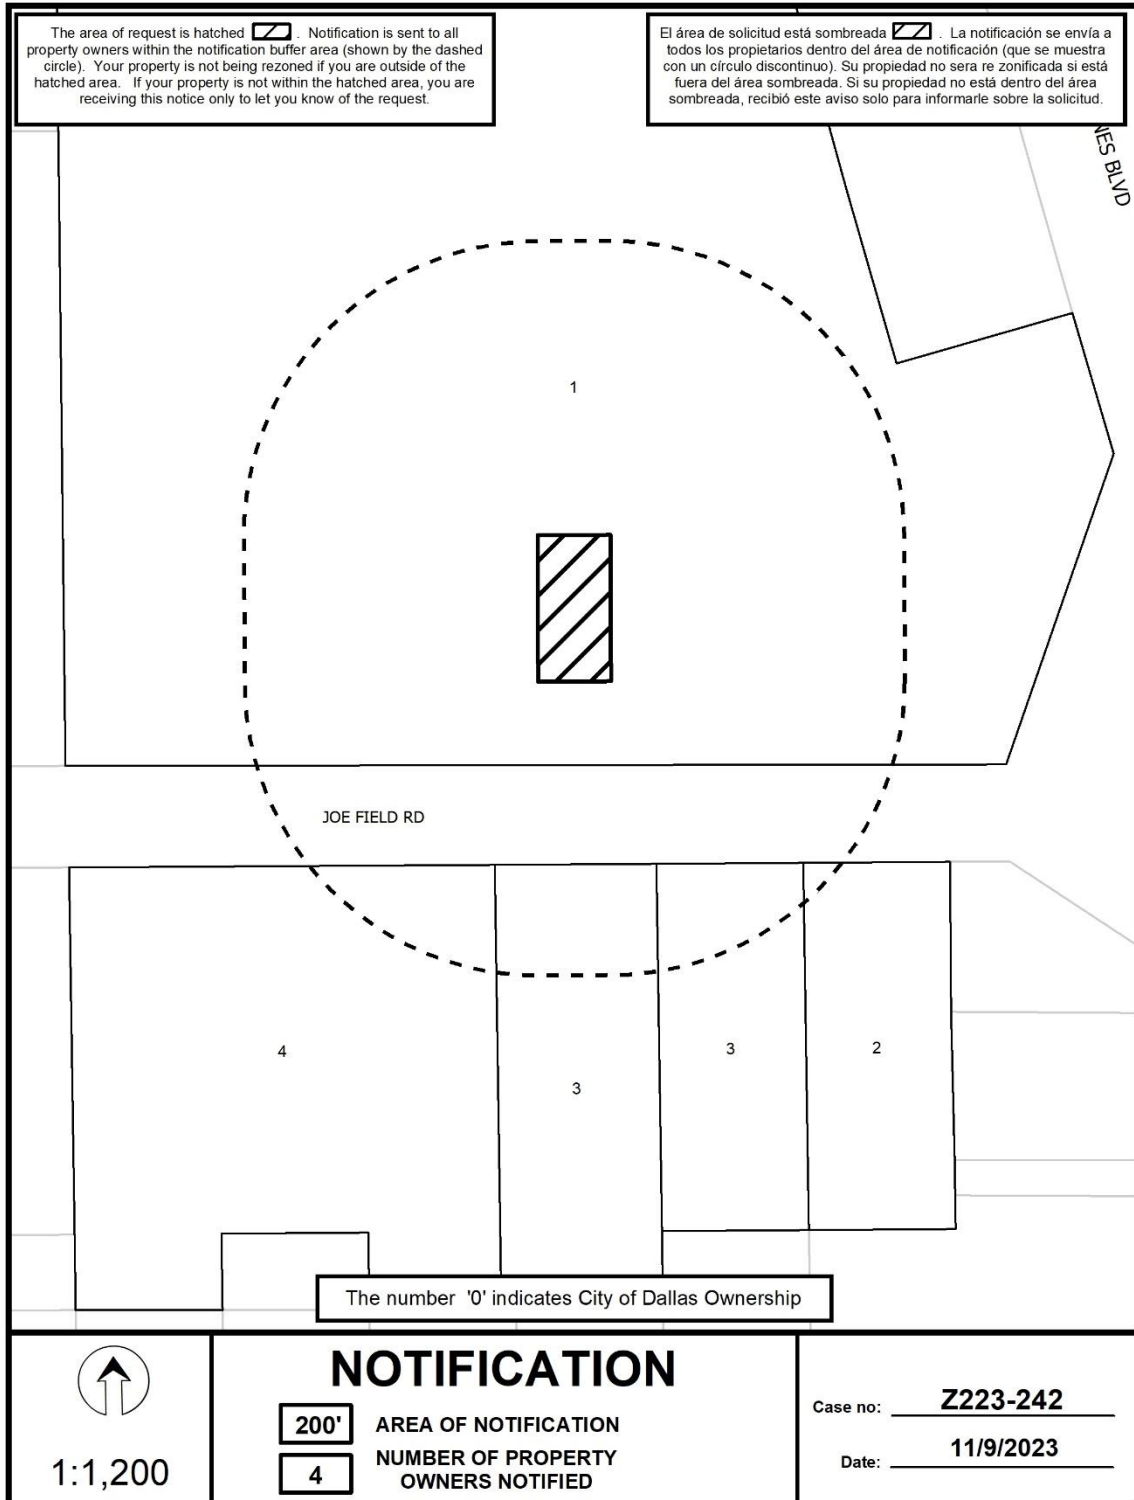 The area of request is hatched . Notification is sent to all
property owners within the notification buffer area (shown by the dashed
circle). Your property is not being rezoned if you are outside of the
hatched area. If your property is not within the hatched area, you are
receiving this notice only to let you know of the request.
El área de solicitud está sombreada . La notificación se envía a
todos los propietarios dentro del área de notificación (que se muestra
con un círculo discontinuo). Su propiedad no sera re zonificada si está
fuera del área sombreada. Si su propiedad no está dentro del área
sombreada, recibió este aviso solo para informarle sobre la solicitud.
BLVD
1
JOE FIELD RD
4
3
3
2
The number '0' indicates City of Dallas Ownership
1:1,200
NOTIFICATION
200' AREA OF NOTIFICATION
4 NUMBER OF PROPERTY
OWNERS NOTIFIED
Case no: Z223-242
Date: 11/9/2023